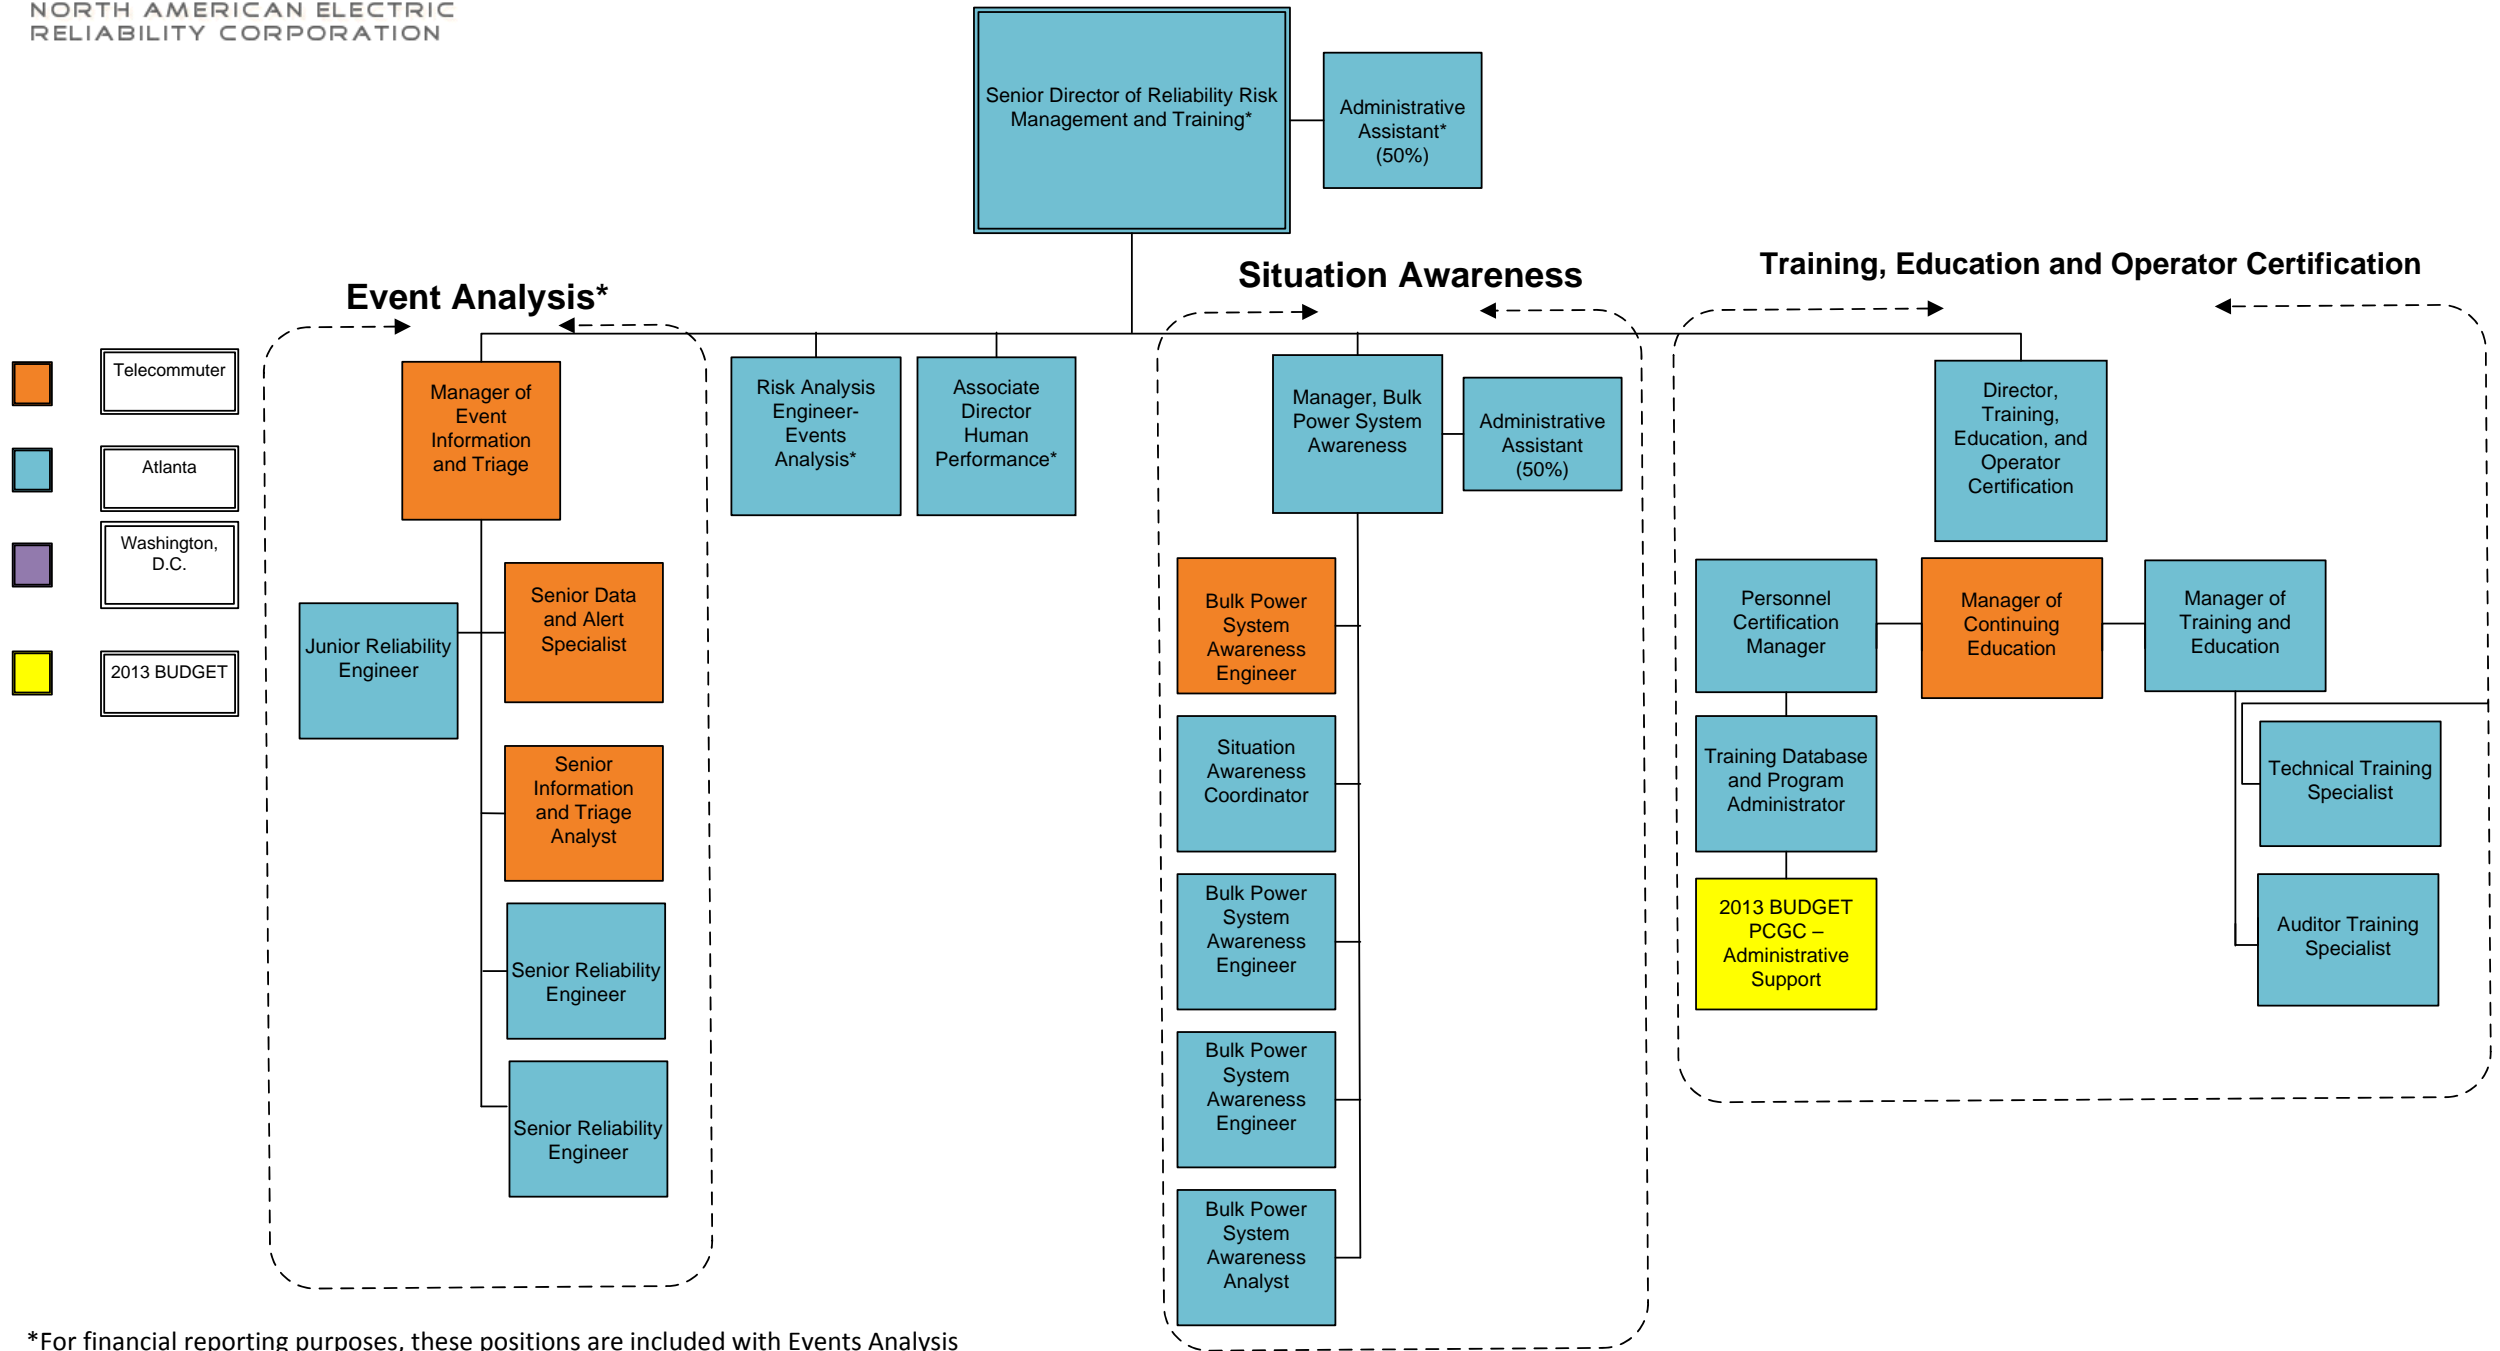 NORTH AMERICAN ELECTRIC
RELIABILITY CORPORATION
Senior Director of Reliability Risk
Management and Training*
Administrative
Assistant*
(50%)
Event Analysis*
Situation Awareness
Training, Education and Operator Certification
Telecommuter
Atlanta
Washington,
D.C.
2013 BUDGET
Manager of
Event
Information
and Triage
Risk Analysis
Engineer-
Events
Analysis*
Associate
Director
Human
Performance*
Manager, Bulk
Power System
Awareness
Administrative
Assistant
(50%)
Director,
Training,
Education, and
Operator
Certification
Junior Reliability
Engineer
Senior Data
and Alert
Specialist
Senior
Information
and Triage
Analyst
Senior Reliability
Engineer
Senior Reliability
Engineer
Bulk Power
System
Awareness
Engineer
Situation
Awareness
Coordinator
Bulk Power
System
Awareness
Engineer
Bulk Power
System
Awareness
Engineer
Bulk Power
System
Awareness
Analyst
Personnel
Certification
Manager
Manager of
Continuing
Education
Manager of
Training and
Education
Training Database
and Program
Administrator
2013 BUDGET
PCGC –
Administrative
Support
Technical Training
Specialist
Auditor Training
Specialist
*For financial reporting purposes, these positions are included with Events Analysis